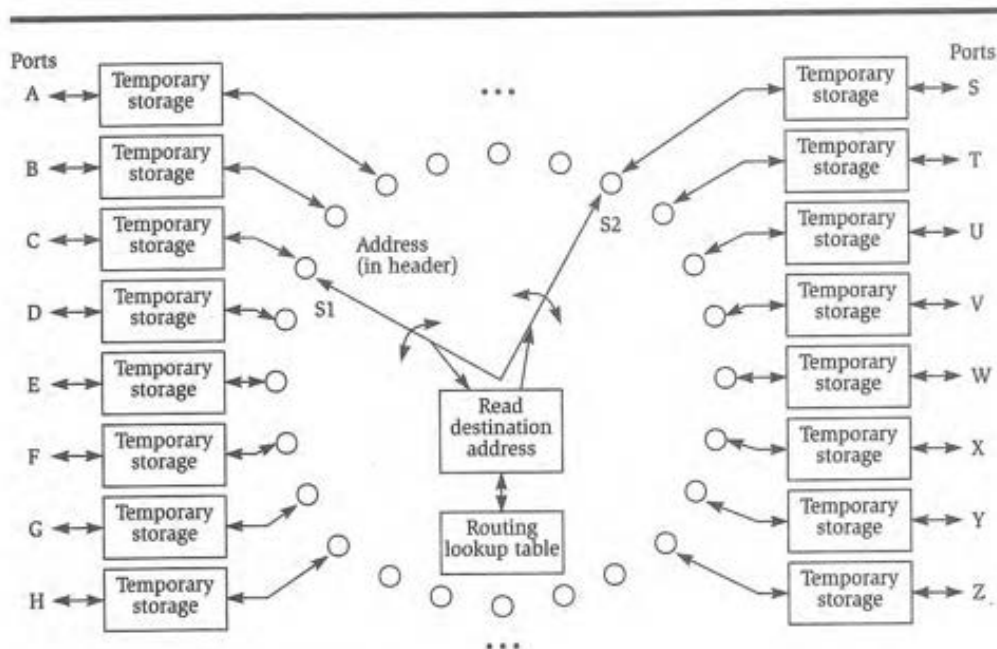 Ports
Ports
...
A
Temporary
storage
Temporary
storage
S
B
Temporary
storage
Temporary
storage
T
C
Temporary
storage
Temporary
storage
U
S2
Address
(in header)
S1
D
Temporary
storage
Temporary
storage
V
E
Temporary
storage
Temporary
storage
W
Read
destination
address
F
Temporary
storage
Temporary
storage
X
G
Temporary
storage
Routing
lookup table
Temporary
storage
Y
H
Temporary
storage
Temporary
storage
Z
...